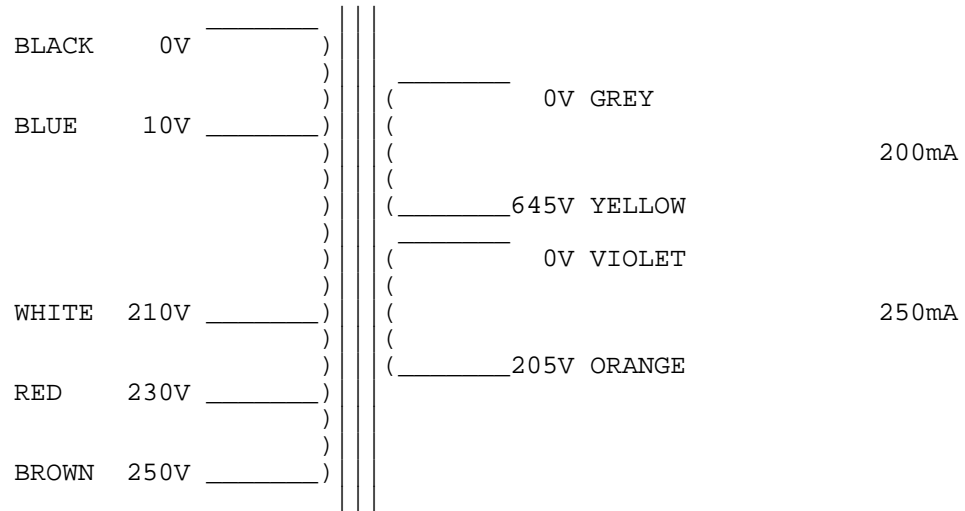 BLACK 0V
0V GREY
BLUE 10V
200mA
645V YELLOW
0V VIOLET
WHITE 210V 250mA
205V ORANGE
RED 230V
BROWN 250V